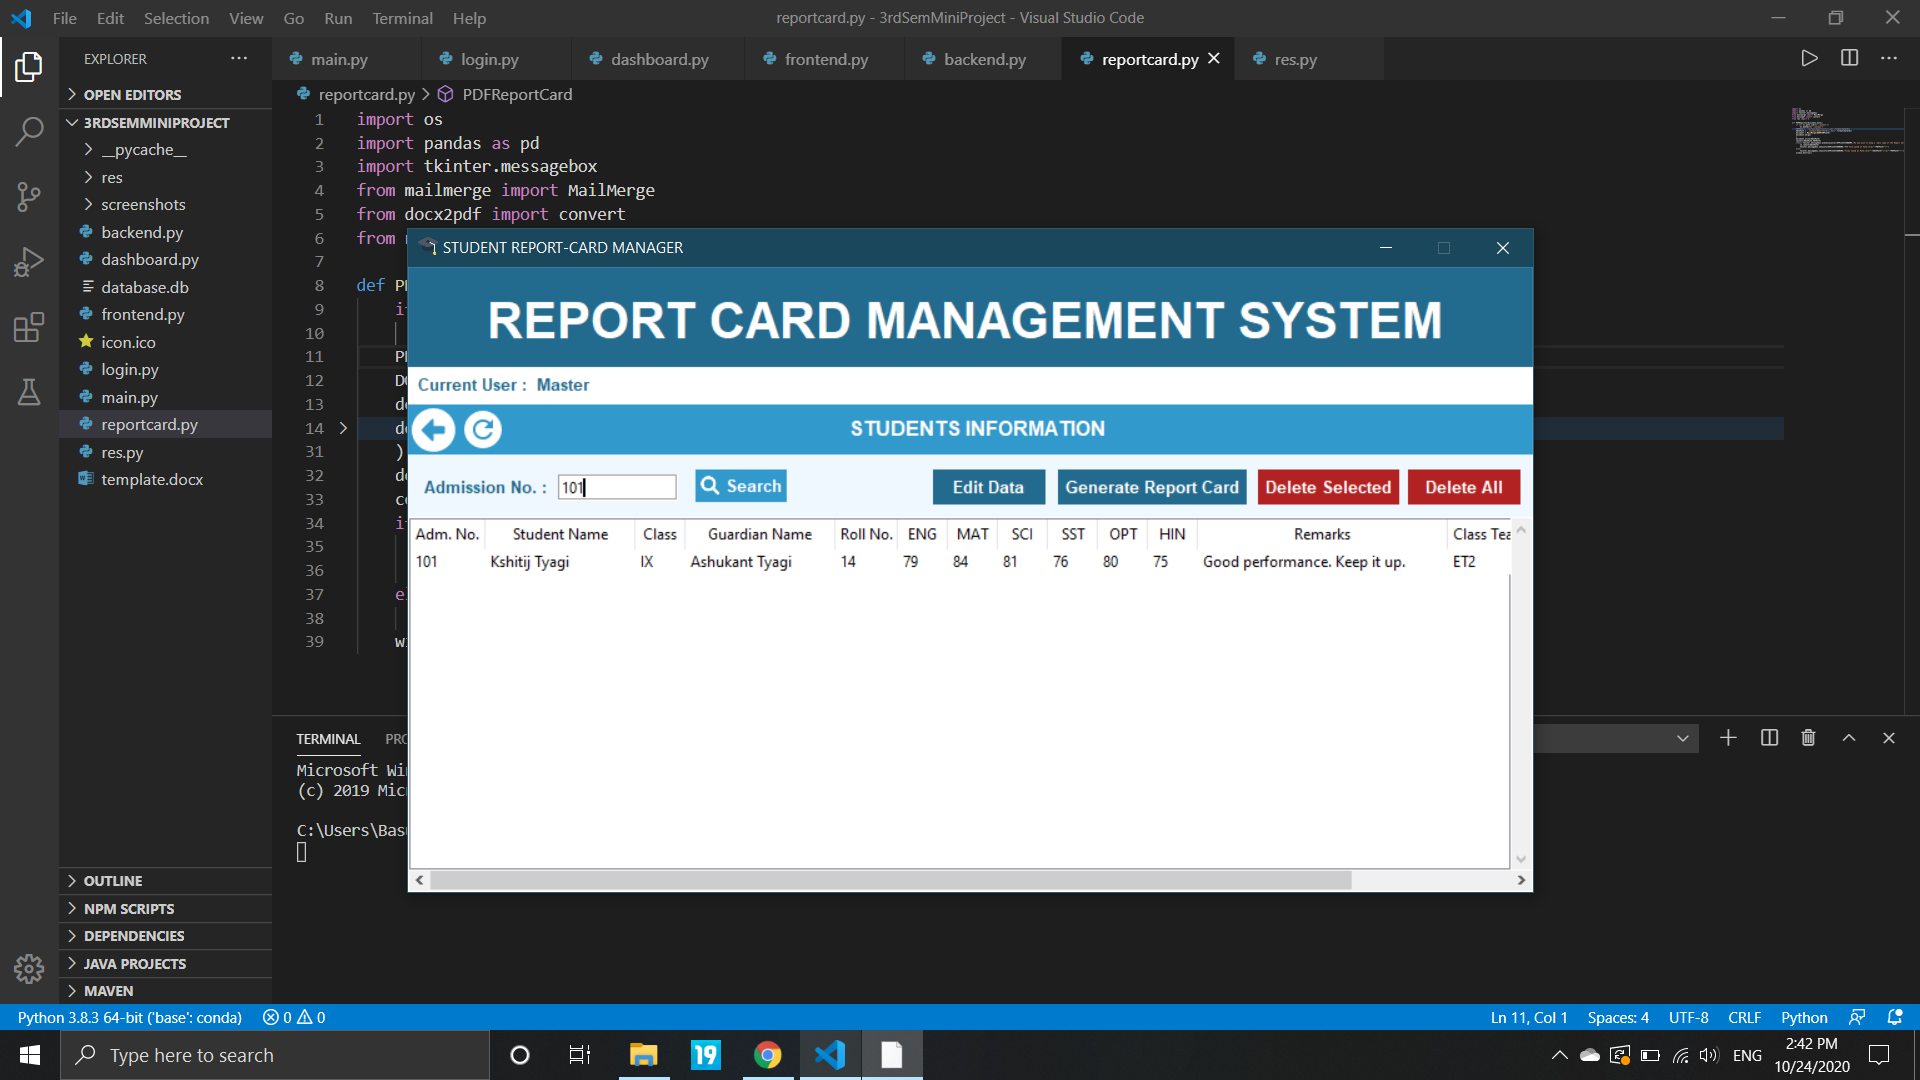 File Edit Selection View Go Run Terminal Help
reportcard.py - 3rdSemMiniProject - Visual Studio Code
EXPLORER
main.py login.py dashboard.py frontend.py backend.py reportcard.py res.py
OPEN EDITORS
reportcard.py > PDFReportCard
3RDSEMMINIPROJECT
__pycache__
res
screenshots
backend.py
dashboard.py
database.db
frontend.py
icon.ico
login.py
main.py
reportcard.py
res.py
template.docx
OUTLINE
NPM SCRIPTS
DEPENDENCIES
JAVA PROJECTS
MAVEN
1 import os
2 import pandas as pd
3 import tkinter.messagebox
4 from mailmerge import MailMerge
5 from docx2pdf import convert
6 from
7
8 def
9
10
11
12
13
14
31 )
32
33
34
35
36
37
38
39
STUDENT REPORT-CARD MANAGER
REPORT CARD MANAGEMENT SYSTEM
Current User : Master
STUDENTS INFORMATION
Admission No. : 101 Search Edit Data Generate Report Card Delete Selected Delete All
Adm. No. Student Name Class Guardian Name Roll No. ENG MAT SCI SST OPT HIN Remarks Class Tea
101 Kshitij Tyagi IX Ashukant Tyagi 14 79 84 81 76 80 75 Good performance. Keep it up. ET2
TERMINAL PRO
Microsoft Wi
(c) 2019 Mic
C:\Users\Bas
Python 3.8.3 64-bit ('base': conda) 0 0
Ln 11, Col 1 Spaces: 4 UTF-8 CRLF Python
Type here to search
19
ENG
2:42 PM
10/24/2020